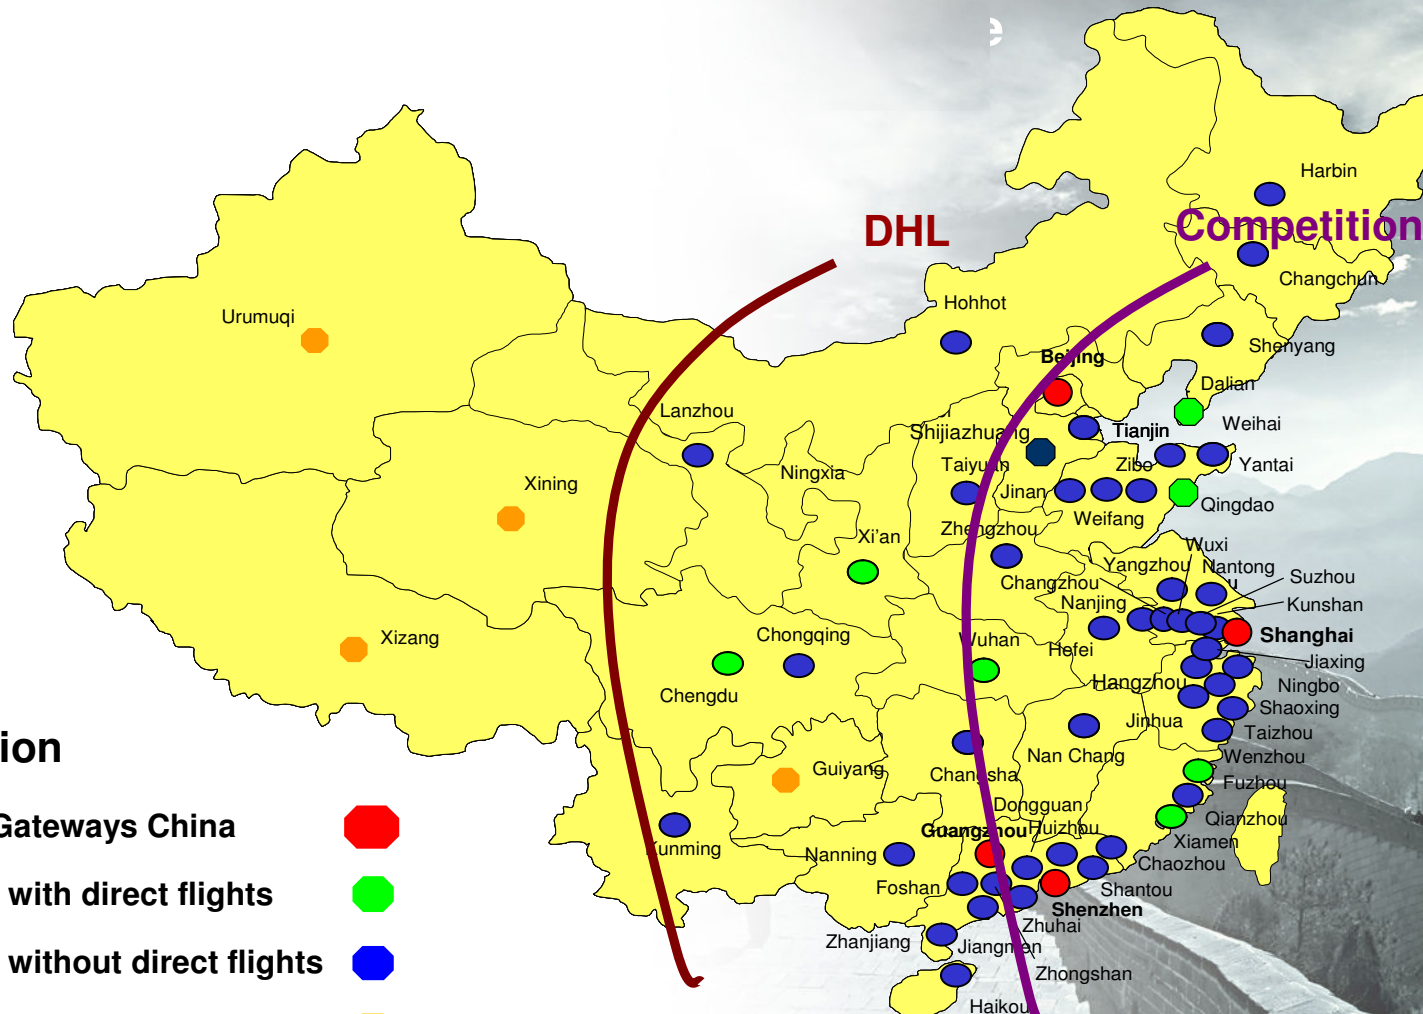 e
Harbin
DHL
Competition
Changchun
Hohhot
Urumuqi
Shenyang
Beijing
Dalian
Lanzhou
Weihai
Shijiazhuang
Tianjin
Taiyuan
Zibo
Yantai
Ningxia
Xining
Jinan
Qingdao
Weifang
Zhengzhou
Xi'an
Wuxi
Yangzhou
Nantong
Changzhou
u
Suzhou
Nanjing
Kunshan
Xizang
Chongqing
Wuhan
Hefei
Shanghai
Jiaxing
Chengdu
Hangzhou
Ningbo
Shaoxing
Jinhua
Taizhou
ion
Nan Chang
Wenzhou
Guiyang
Changsha
Fuzhou
Dongguan
Qianzhou
Gateways China
Guangzhou
Huizhou
Xiamen
Kunming
Nanning
Chaozhou
with direct flights
Foshan
Shantou
Shenzhen
Zhuhai
Zhanjiang
Jiangmen
without direct flights
Zhongshan
Haikou